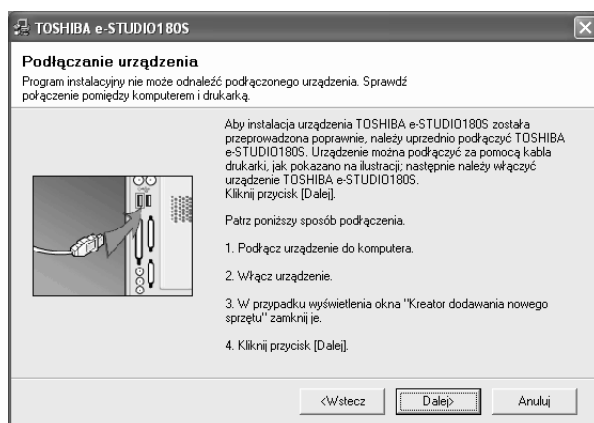 TOSHIBA e-STUDIO180S
Podłączanie urządzenia
Program instalacyjny nie może odnaleźć podłączonego urządzenia. Sprawdź
połączenie pomiędzy komputerem i drukarką.
Aby instalacja urządzenia TOSHIBA e-STUDIO180S została
przeprowadzona poprawnie, należy uprzednio podłączyć TOSHIBA
e-STUDIO180S. Urządzenie można podłączyć za pomocą kabla
drukarki, jak pokazano na ilustracji; następnie należy włączyć
urządzenie TOSHIBA e-STUDIO180S.
Kliknij przycisk [Dalej].
Patrz poniższy sposób podłączenia.
1. Podłącz urządzenie do komputera.
2. Włącz urządzenie.
3. W przypadku wyświetlenia okna "Kreator dodawania nowego
sprzętu" zamknij je.
4. Kliknij przycisk [Dalej].
<Wstecz
Dalej>
Anuluj